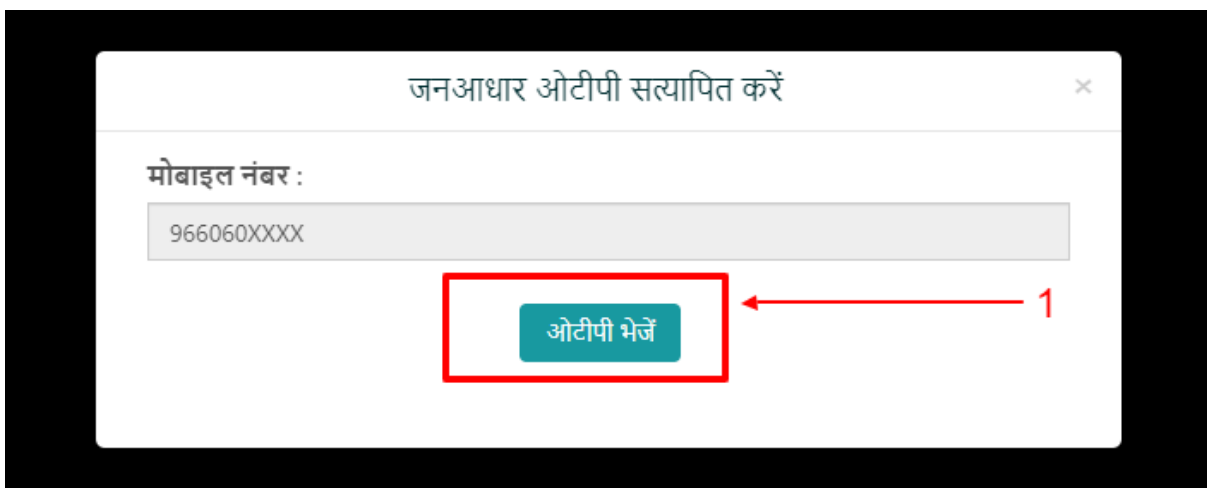 जनआधार ओटीपी सत्यापित करें ×
मोबाइल नंबर :
966060XXXX
ओटीपी भेजें
1